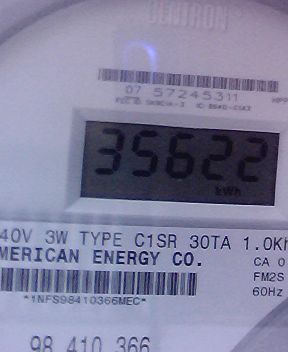 CENTRON
07 57245311
35622
kWh
40V 3W TYPE C1SR 30TA 1.0Kh
MERICAN ENERGY CO.
CA 0
FM2S
60Hz
*1NFS98410366MEC*
98 410 366